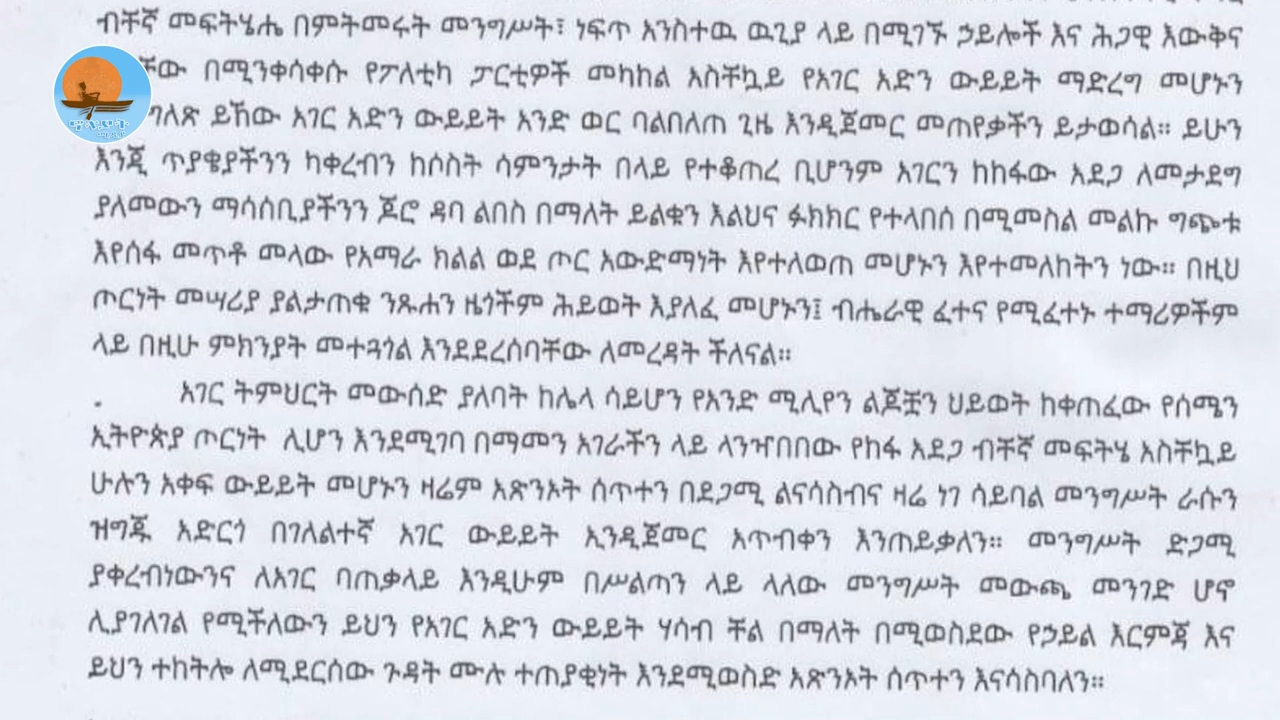 ብቸኛ መፍትሄሔ በምትመሩት መንግሥት፣ ነፍጥ አንስተዉ ዉጊያ ላይ በሚገኙ ኃይሎች እና ሕጋዊ እውቅና
በሚንቀሳቀሱ የፖለቲካ ፓርቲዎች መካከል አስቸኳይ የአገር አድን ውይይት ማድረግ መሆኑን
ይኸው አገር አድን ውይይት አንድ ወር ባልበለጠ ጊዜ እንዲጀመር መጠየቃችን ይታወሳል። ይሁን
እንጂ ጥያቄያችንን ካቀረብን ከሶስት ሳምንታት በላይ የተቆጠረ ቢሆንም አገርን ከከፋው አደጋ ለመታደግ
ያለመውን ማሳሰቢያችንን ጆሮ ዳባ ልበስ በማለት ይልቁን እልህና ፉክክር የተላበሰ በሚመስል መልኩ ግጭቱ
እየሰፋ መጥቶ መላው የአማራ ክልል ወደ ጦር አውድማነት እየተለወጠ መሆኑን እየተመለከትን ነው። በዚህ
ጦርነት መሣሪያ ያልታጠቁ ንጹሐን ዜጎችም ሕይወት እያለፈ መሆኑን፤ ብሔራዊ ፈተና የሚፈተኑ ተማሪዎችም
ላይ በዚሁ ምክንያት መተጓጎል እንደደረሰባቸው ለመረዳት ችለናል።
አገር ትምህርት መውሰድ ያለባት ከሌላ ሳይሆን የአንድ ሚሊየን ልጆቿን ህይወት ከቀጠፈው የሰሜን
ኢትዮጵያ ጦርነት ሊሆን እንደሚገባ በማመን አገራችን ላይ ላንዣበበው የከፋ አደጋ ብቸኛ መፍትሄ አስቸኳይ
ሁሉን አቀፍ ውይይት መሆኑን ዛሬም አጽንኦት ሰጥተን በደጋሚ ልናሳስብና ዛሬ ነገ ሳይባል መንግሥት ራሱን
ዝግጁ አድርጎ በገለልተኛ አገር ውይይት ኢንዲጀመር አጥብቀን እንጠይቃለን። መንግሥት ድጋሚ
ያቀረብነውንና ለአገር ባጠቃላይ እንዲሁም በሥልጣን ላይ ላለው መንግሥት መውጫ መንገድ ሆኖ
ሊያገለገል የሚችለውን ይህን የአገር አድን ውይይት ሃሳብ ቸል በማለት በሚወስደው የኃይል እርምጃ እና
ይህን ተከትሎ ለሚደርሰው ጉዳት ሙሉ ተጠያቂነት እንደሚወስድ አጽንኦት ሰጥተን እናሳስባለን።